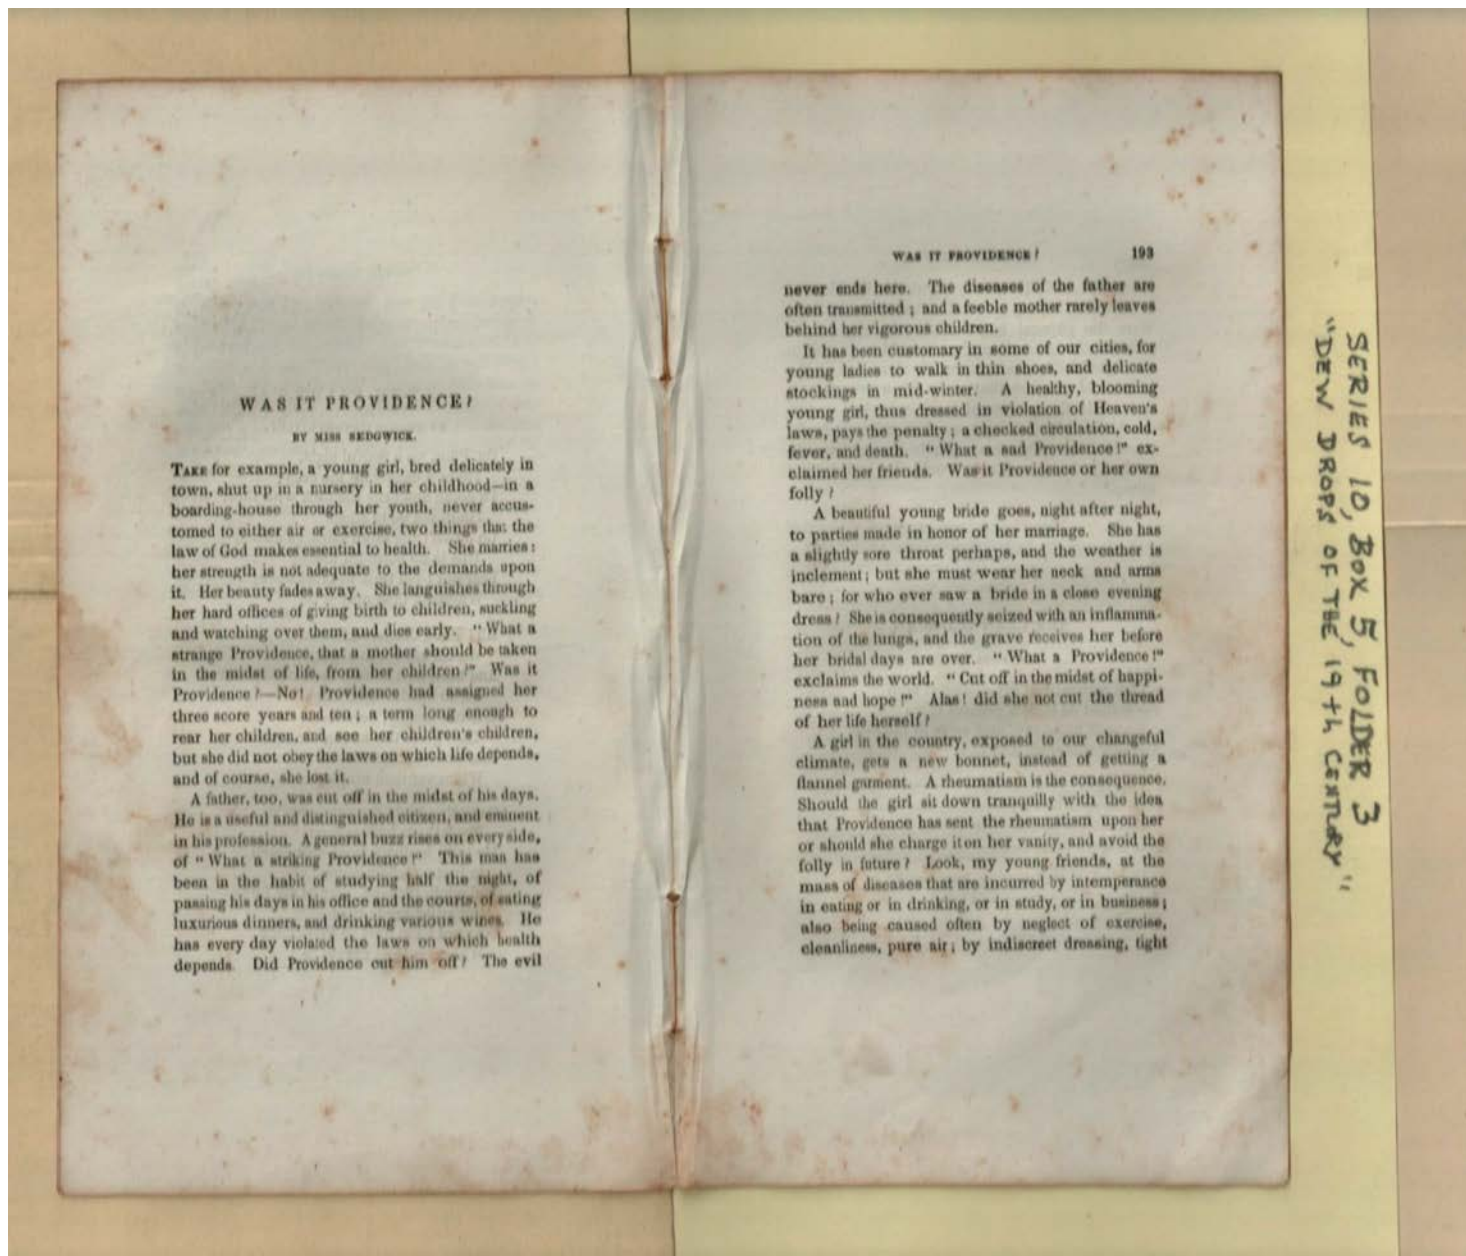 WAS IT PROVIDENCE?
BY MISS SEDGWICK.
TAKE for example, a young girl, bred delicately in
town, shut up in a nursery in her childhood—in a
boarding-house through her youth, never accus-
tomed to either air or exercise, two things that the
law of God makes essential to health. She marries:
her strength is not adequate to the demands upon
it. Her beauty fades away. She languishes through
her hard offices of giving birth to children, suckling
and watching over them, and dies early. "What a
strange Providence, that a mother should be taken
in the midst of life, from her children?" Was it
Providence?—No! Providence had assigned her
three score years and ten; a term long enough to
rear her children, and see her children's children,
but she did not obey the laws on which life depends,
and of course, she lost it.
A father, too, was cut off in the midst of his days.
He is a useful and distinguished citizen, and eminent
in his profession. A general buzz rises on every side,
of "What a striking Providence!" This man has
been in the habit of studying half the night, of
passing his days in his office and the courts, of eating
luxurious dinners, and drinking various wines. He
has every day violated the laws on which health
depends. Did Providence cut him off? The evil
WAS IT PROVIDENCE? 193
never ends here. The diseases of the father are
often transmitted; and a feeble mother rarely leaves
behind her vigorous children.
It has been customary in some of our cities, for
young ladies to walk in thin shoes, and delicate
stockings in mid-winter. A healthy, blooming
young girl, thus dressed in violation of Heaven's
laws, pays the penalty; a checked circulation, cold,
fever, and death. "What a sad Providence!" ex-
claimed her friends. Was it Providence or her own
folly?
A beautiful young bride goes, night after night,
to parties made in honor of her marriage. She has
a slightly sore throat perhaps, and the weather is
inclement; but she must wear her neck and arms
bare; for who ever saw a bride in a close evening
dress? She is consequently seized with an inflamma-
tion of the lungs, and the grave receives her before
her bridal days are over. "What a Providence!"
exclaims the world. "Cut off in the midst of happi-
ness and hope!" Alas! did she not cut the thread
of her life herself?
A girl in the country, exposed to our changeful
climate, gets a new bonnet, instead of getting a
flannel garment. A rheumatism is the consequence.
Should the girl sit down tranquilly with the idea
that Providence has sent the rheumatism upon her
or should she charge it on her vanity, and avoid the
folly in future? Look, my young friends, at the
mass of diseases that are incurred by intemperance
in eating or in drinking, or in study, or in business;
also being caused often by neglect of exercise,
cleanliness, pure air; by indiscreet dressing, tight
SERIES 10, BOX 5, FOLDER 3
"DEW DROPS OF THE 19th CENTURY"